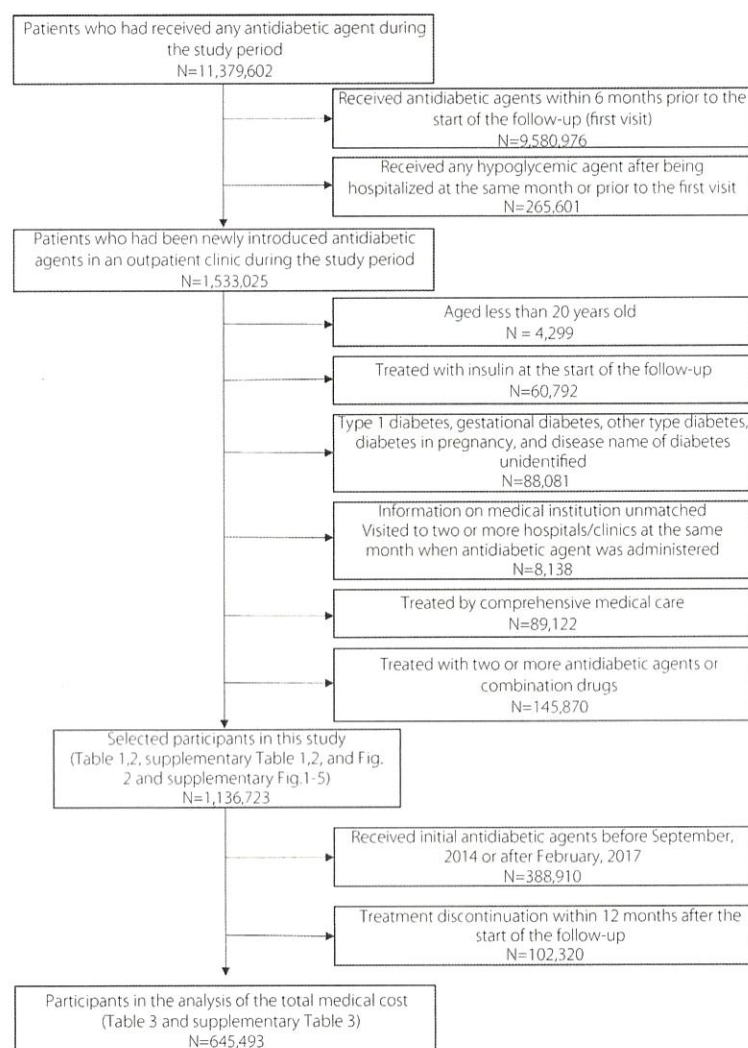 Patients who had received any antidiabetic agent during
the study period
N=11,379,602
Received antidiabetic agents within 6 months prior to the
start of the follow-up (first visit)
N=9,580,976
Received any hypoglycemic agent after being
hospitalized at the same month or prior to the first visit
N=265,601
Patients who had been newly introduced antidiabetic
agents in an outpatient clinic during the study period
N=1,533,025
Aged less than 20 years old
N = 4,299
Treated with insulin at the start of the follow-up
N=60,792
Type 1 diabetes, gestational diabetes, other type diabetes,
diabetes in pregnancy, and disease name of diabetes
unidentified
N=88,081
Information on medical institution unmatched
Visited to two or more hospitals/clinics at the same
month when antidiabetic agent was administered
N=8,138
Treated by comprehensive medical care
N=89,122
Treated with two or more antidiabetic agents or
combination drugs
N=145,870
Selected participants in this study
(Table 1,2, supplementary Table 1,2, and Fig.
2 and supplementary Fig.1-5)
N=1,136,723
Received initial antidiabetic agents before September,
2014 or after February, 2017
N=388,910
Treatment discontinuation within 12 months after the
start of the follow-up
N=102,320
Participants in the analysis of the total medical cost
(Table 3 and supplementary Table 3)
N=645,493